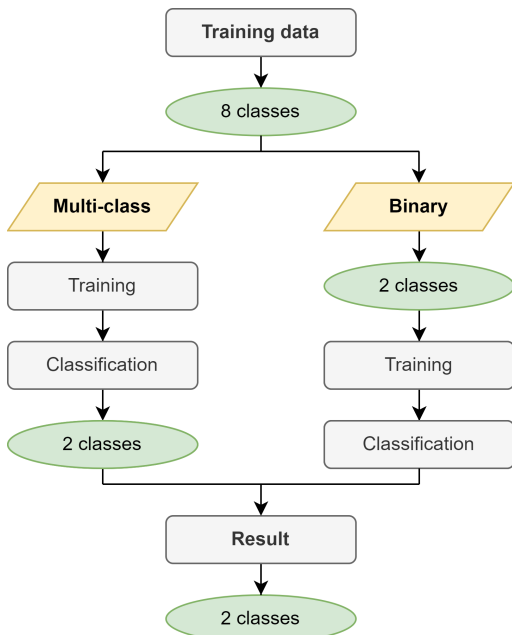 Training data
8 classes
Multi-class
Binary
Training
2 classes
Classification
Training
2 classes
Classification
Result
2 classes